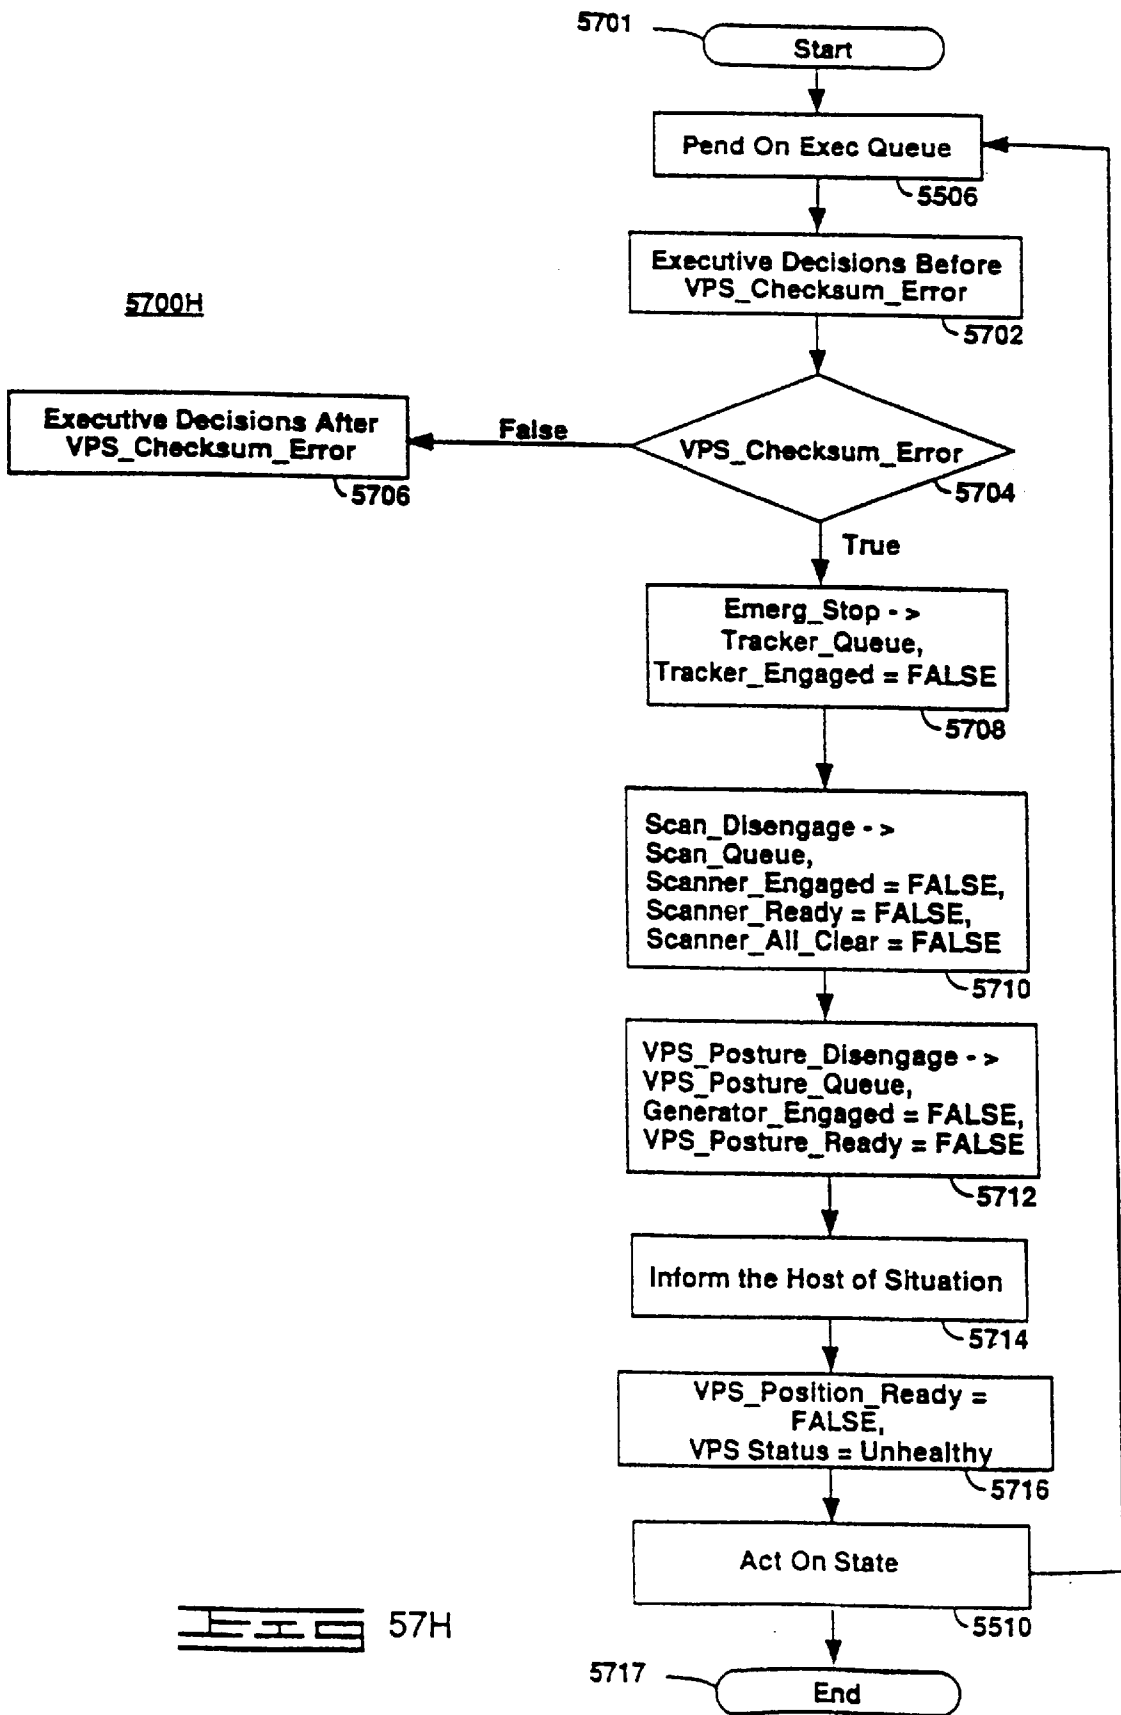 5701
Start
Pend On Exec Queue
5506
Executive Decisions Before
VPS_Checksum_Error
5702
5700H
Executive Decisions After
VPS_Checksum_Error
5706
False
VPS_Checksum_Error
5704
True
Emerg_Stop ->
Tracker_Queue,
Tracker_Engaged = FALSE
5708
Scan_Disengage ->
Scan_Queue,
Scanner_Engaged = FALSE,
Scanner_Ready = FALSE,
Scanner_All_Clear = FALSE
5710
VPS_Posture_Disengage ->
VPS_Posture_Queue,
Generator_Engaged = FALSE,
VPS_Posture_Ready = FALSE
5712
Inform the Host of Situation
5714
VPS_Position_Ready =
FALSE,
VPS Status = Unhealthy
5716
Act On State
5510
57H
5717
End